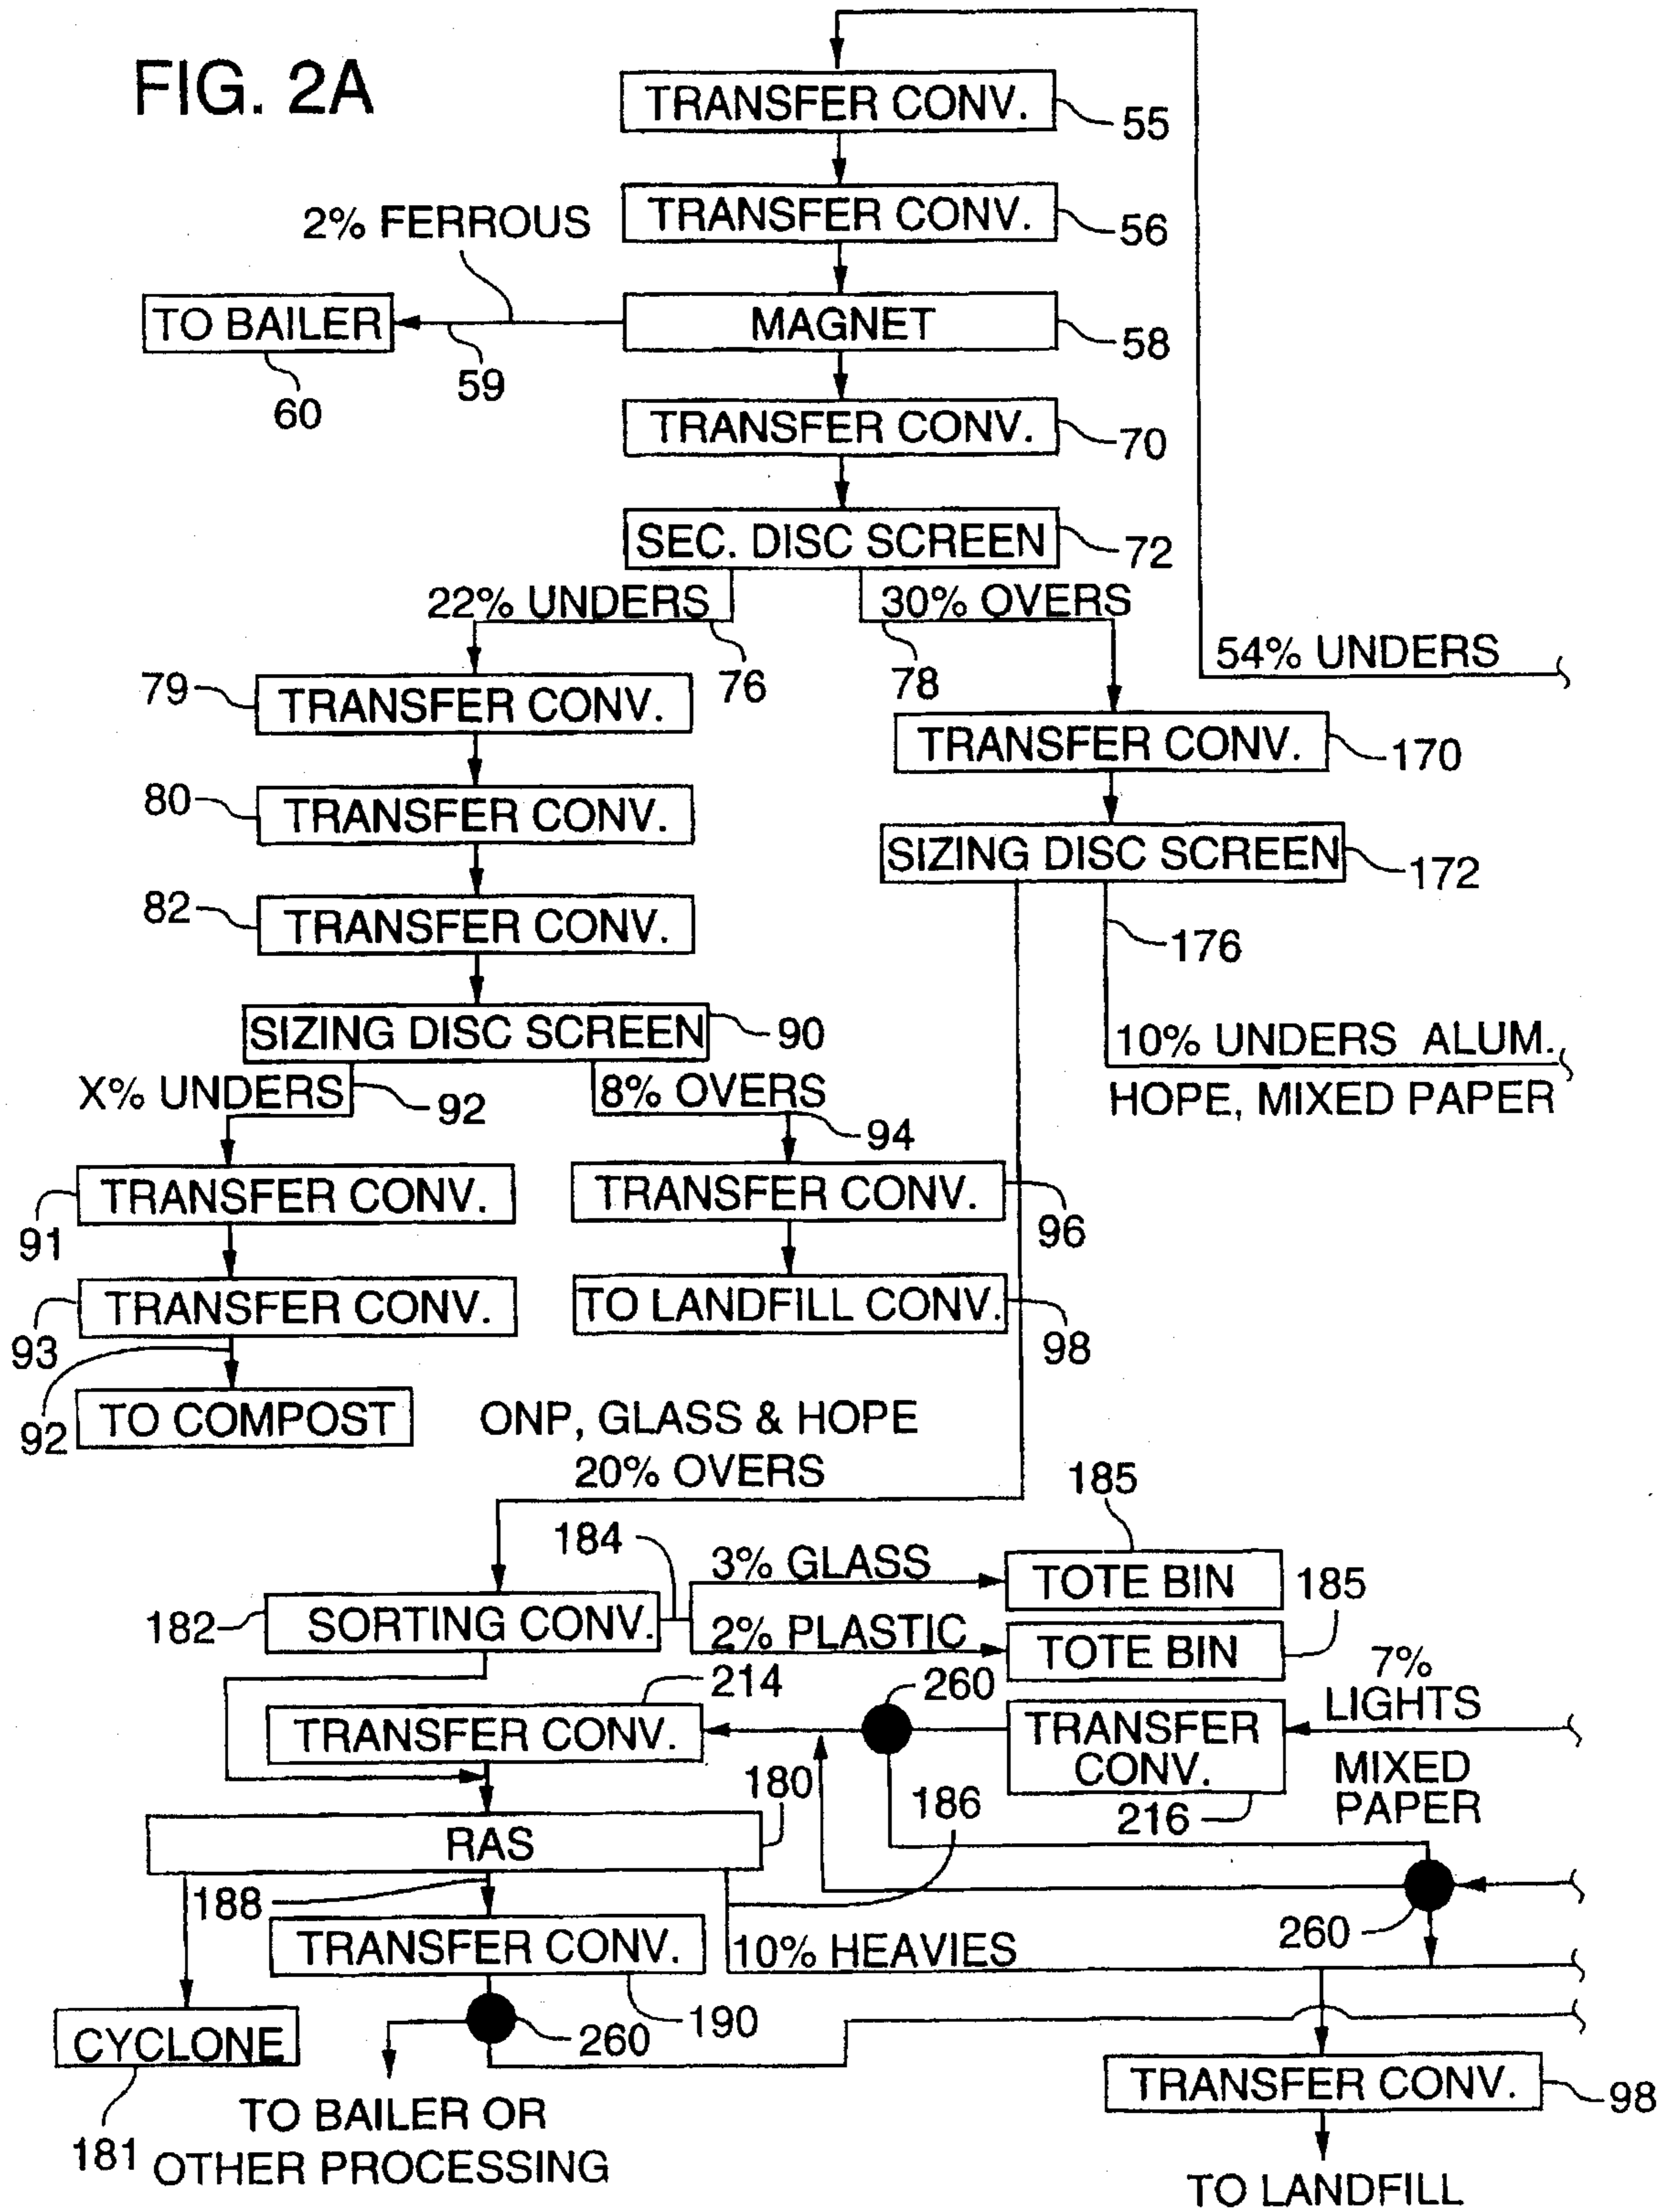 FIG. 2A
TRANSFER CONV.
55
TRANSFER CONV.
56
2% FERROUS
TO BAILER
MAGNET
58
59
60
TRANSFER CONV.
70
SEC. DISC SCREEN
72
22% UNDERS
30% OVERS
54% UNDERS
76
78
79
TRANSFER CONV.
TRANSFER CONV.
170
80
TRANSFER CONV.
SIZING DISC SCREEN
172
82
TRANSFER CONV.
176
SIZING DISC SCREEN
90
10% UNDERS ALUM.
HOPE, MIXED PAPER
X% UNDERS
92
8% OVERS
94
TRANSFER CONV.
91
TRANSFER CONV.
96
TRANSFER CONV.
93
TO LANDFILL CONV.
98
92
TO COMPOST
ONP, GLASS & HOPE
20% OVERS
185
184
3% GLASS
TOTE BIN
185
182
SORTING CONV.
2% PLASTIC
TOTE BIN
214
260
7%
LIGHTS
TRANSFER CONV.
TRANSFER
CONV.
216
MIXED
PAPER
180
186
RAS
188
260
TRANSFER CONV.
10% HEAVIES
190
260
CYCLONE
181
TO BAILER OR
OTHER PROCESSING
TRANSFER CONV.
98
TO LANDFILL